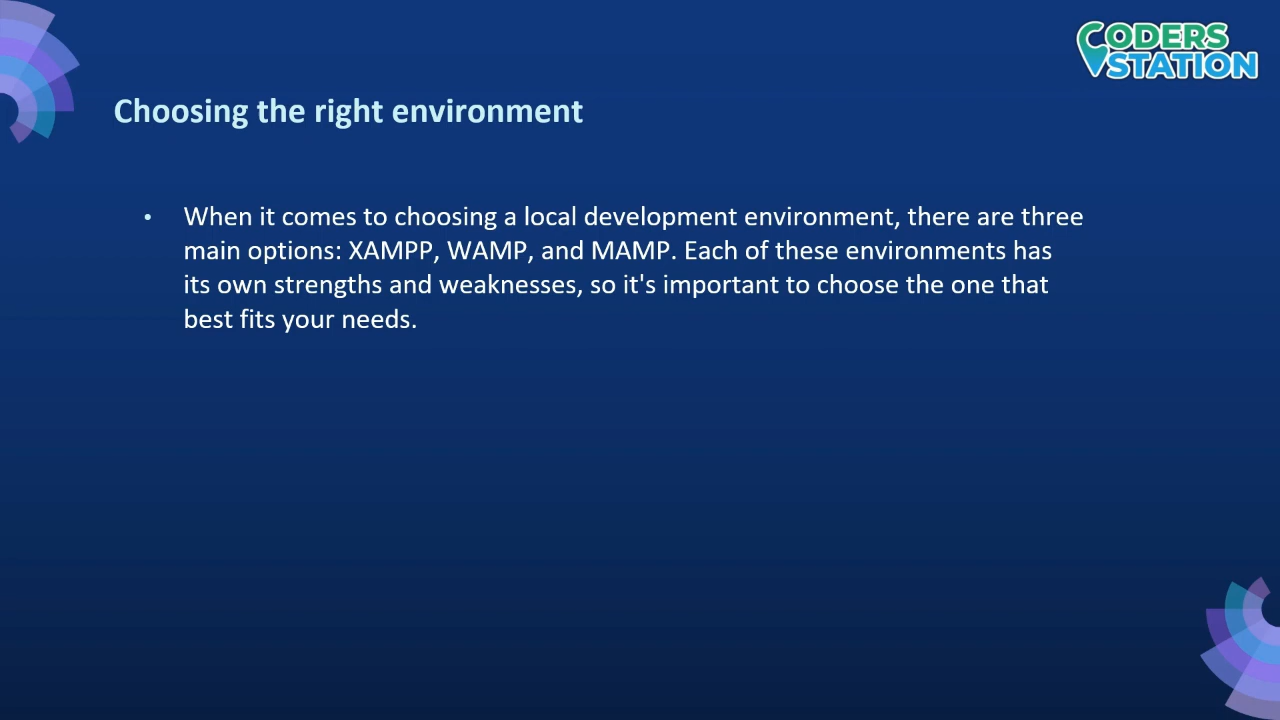 CODERS
STATION
Choosing the right environment
• When it comes to choosing a local development environment, there are three
main options: XAMPP, WAMP, and MAMP. Each of these environments has
its own strengths and weaknesses, so it's important to choose the one that
best fits your needs.